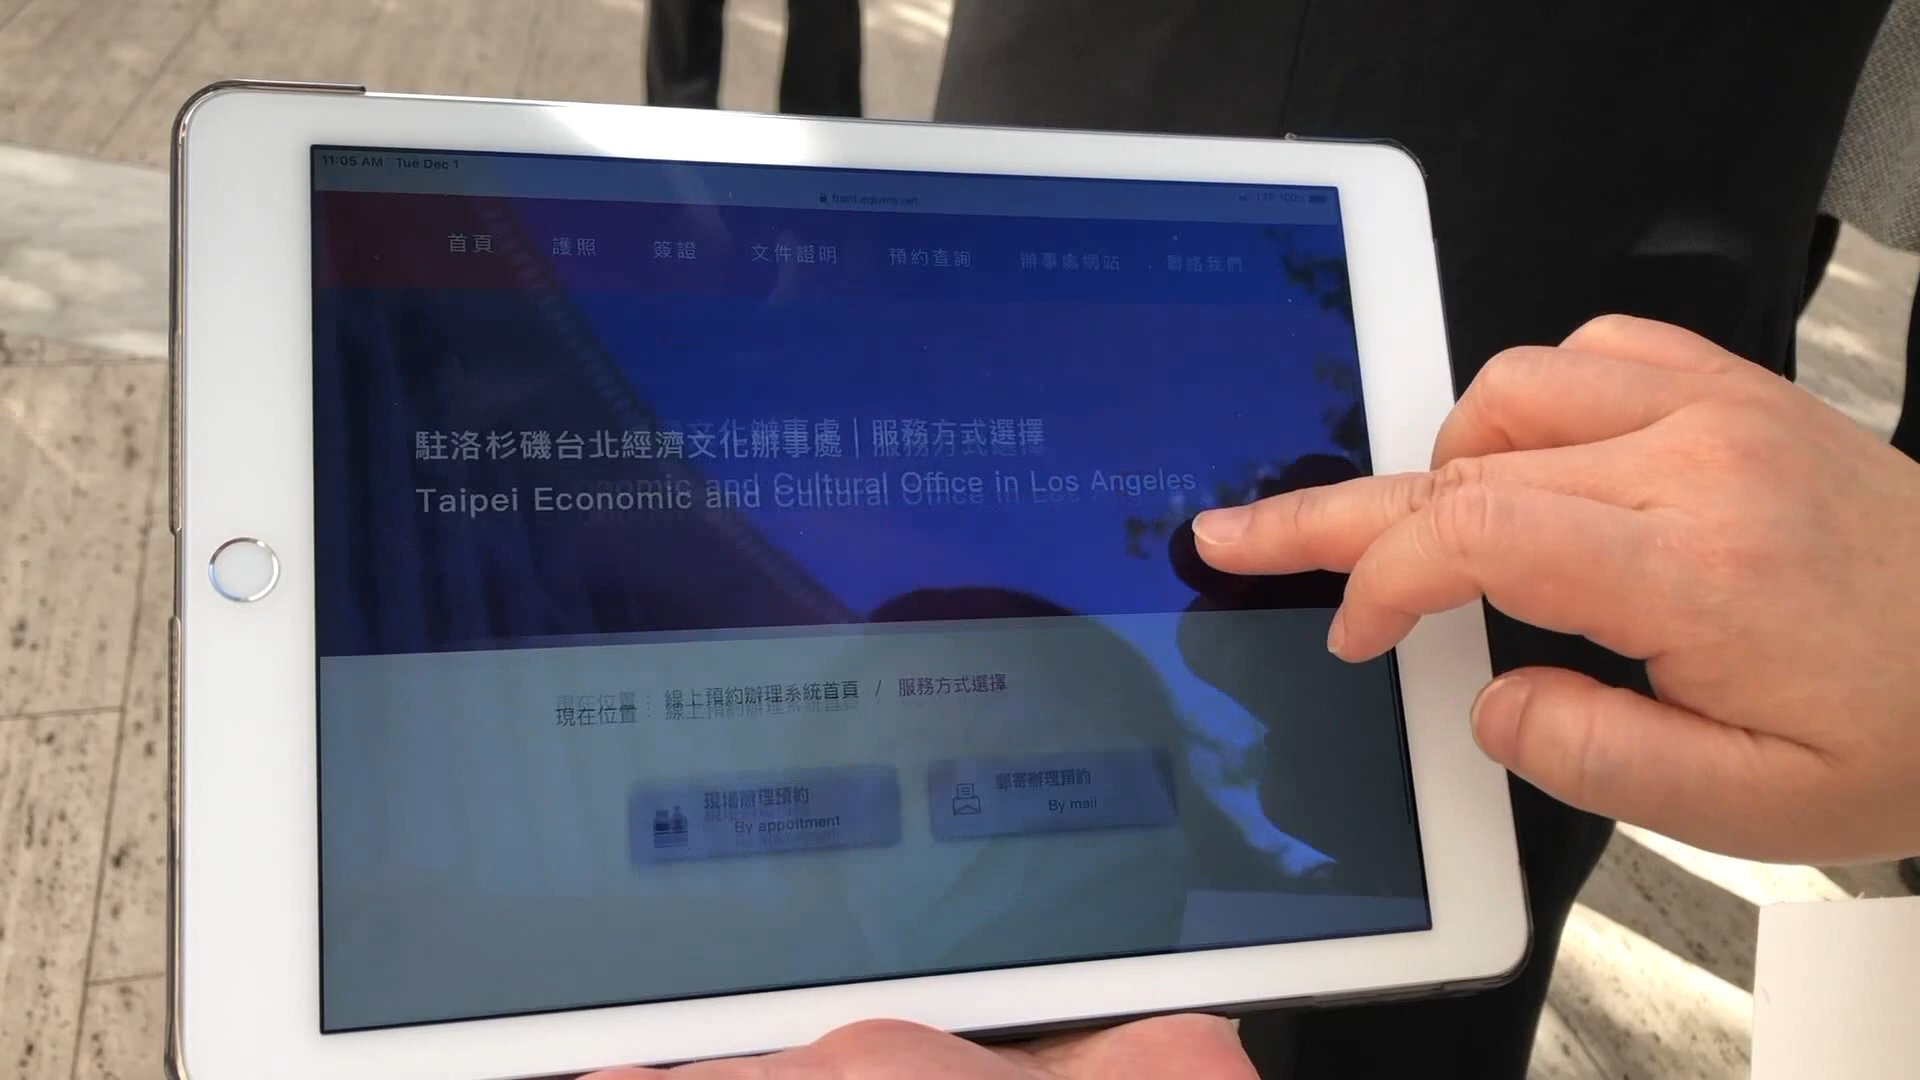 11:05 AM Tue Dec 1
100%
首頁 護照 簽證 文件證明 預約查詢 辦事處網站 聯絡我們
駐洛杉磯台北經濟文化辦事處｜服務方式選擇
Taipei Economic and Cultural Office in Los Angeles
現在位置： 線上預約辦理系統首頁 / 服務方式選擇
現場辦理預約
By appoitment
郵寄辦理預約
By mail